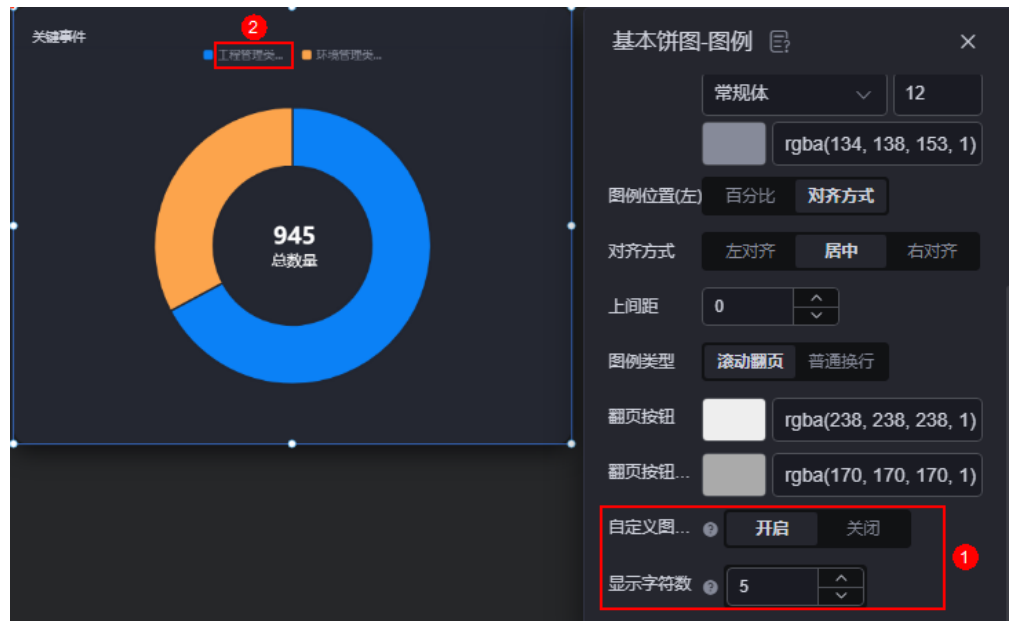 关键事件
2
工程管理类... 环境管理类...
945
总数量
基本饼图-图例
常规体 12
rgba(134, 138, 153, 1)
图例位置(左) 百分比 对齐方式
对齐方式 左对齐 居中 右对齐
上间距 0
图例类型 滚动翻页 普通换行
翻页按钮 rgba(238, 238, 238, 1)
翻页按钮... rgba(170, 170, 170, 1)
自定义图... ? 开启 关闭
1
显示字符数 ? 5